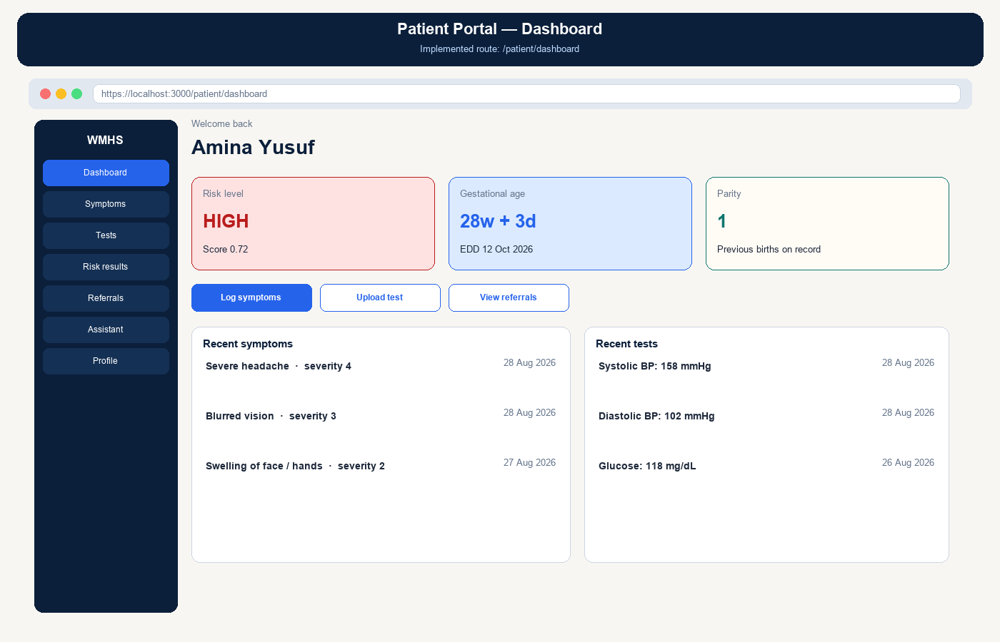 Patient Portal — Dashboard
Implemented route: /patient/dashboard
https://localhost:3000/patient/dashboard
WMHS
Dashboard
Symptoms
Tests
Risk results
Referrals
Assistant
Profile
Welcome back
Amina Yusuf
Risk level
HIGH
Score 0.72
Gestational age
28w + 3d
EDD 12 Oct 2026
Parity
1
Previous births on record
Log symptoms
Upload test
View referrals
Recent symptoms
Severe headache · severity 4 28 Aug 2026
Blurred vision · severity 3 28 Aug 2026
Swelling of face / hands · severity 2 27 Aug 2026
Recent tests
Systolic BP: 158 mmHg 28 Aug 2026
Diastolic BP: 102 mmHg 28 Aug 2026
Glucose: 118 mg/dL 26 Aug 2026